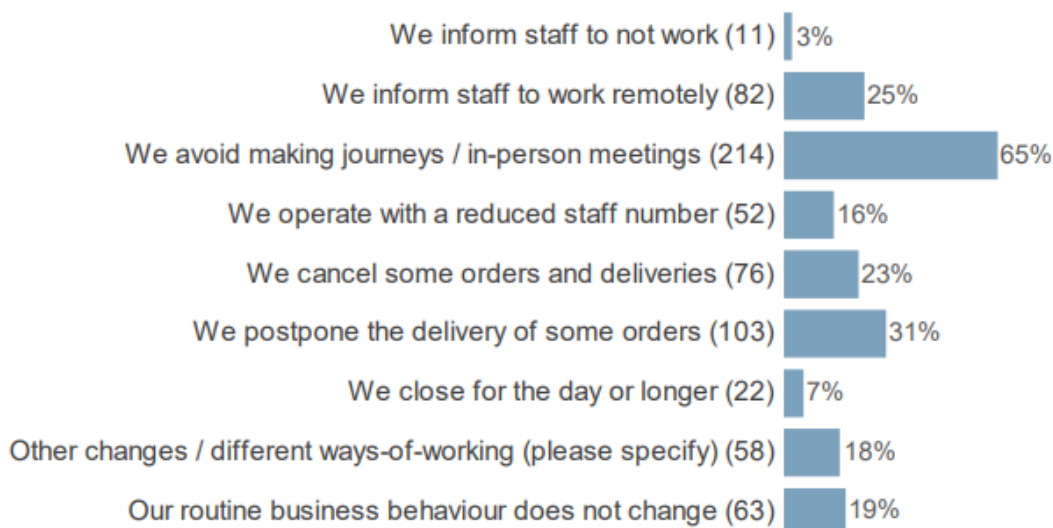 We inform staff to not work (11) 3%
We inform staff to work remotely (82) 25%
We avoid making journeys / in-person meetings (214) 65%
We operate with a reduced staff number (52) 16%
We cancel some orders and deliveries (76) 23%
We postpone the delivery of some orders (103) 31%
We close for the day or longer (22) 7%
Other changes / different ways-of-working (please specify) (58) 18%
Our routine business behaviour does not change (63) 19%